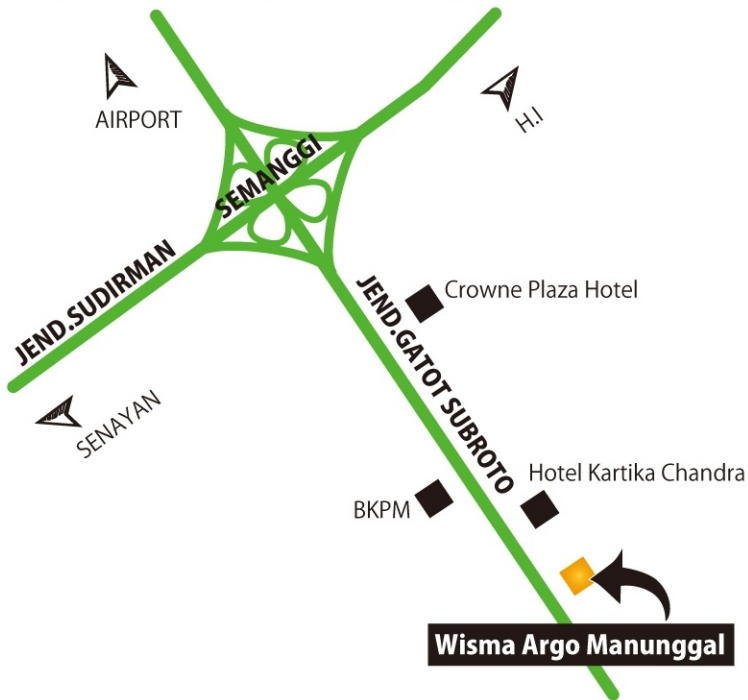 AIRPORT
H.I
SEMANGGI
JEND.SUDIRMAN
Crowne Plaza Hotel
JEND.GATOT SUBROTO
SENAYAN
Hotel Kartika Chandra
BKPM
Wisma Argo Manunggal